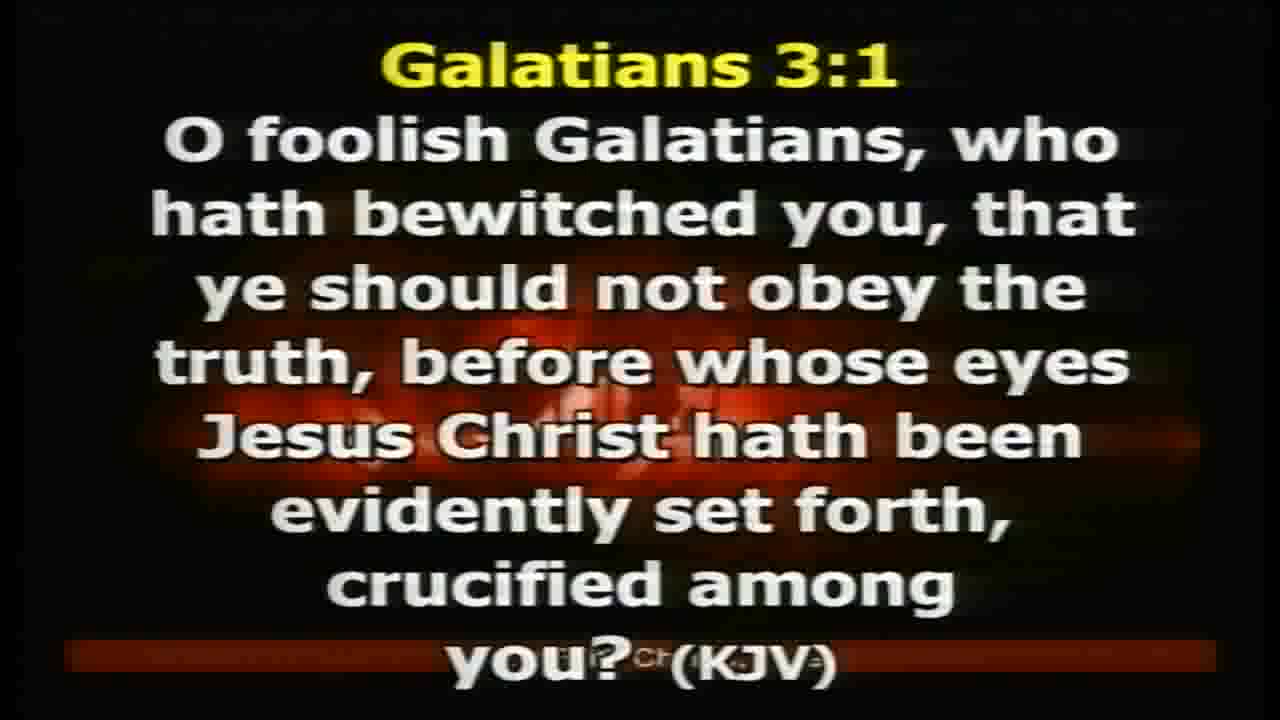 Galatians 3:1
O foolish Galatians, who
hath bewitched you, that
ye should not obey the
truth, before whose eyes
Jesus Christ hath been
evidently set forth,
crucified among
you? (KJV)